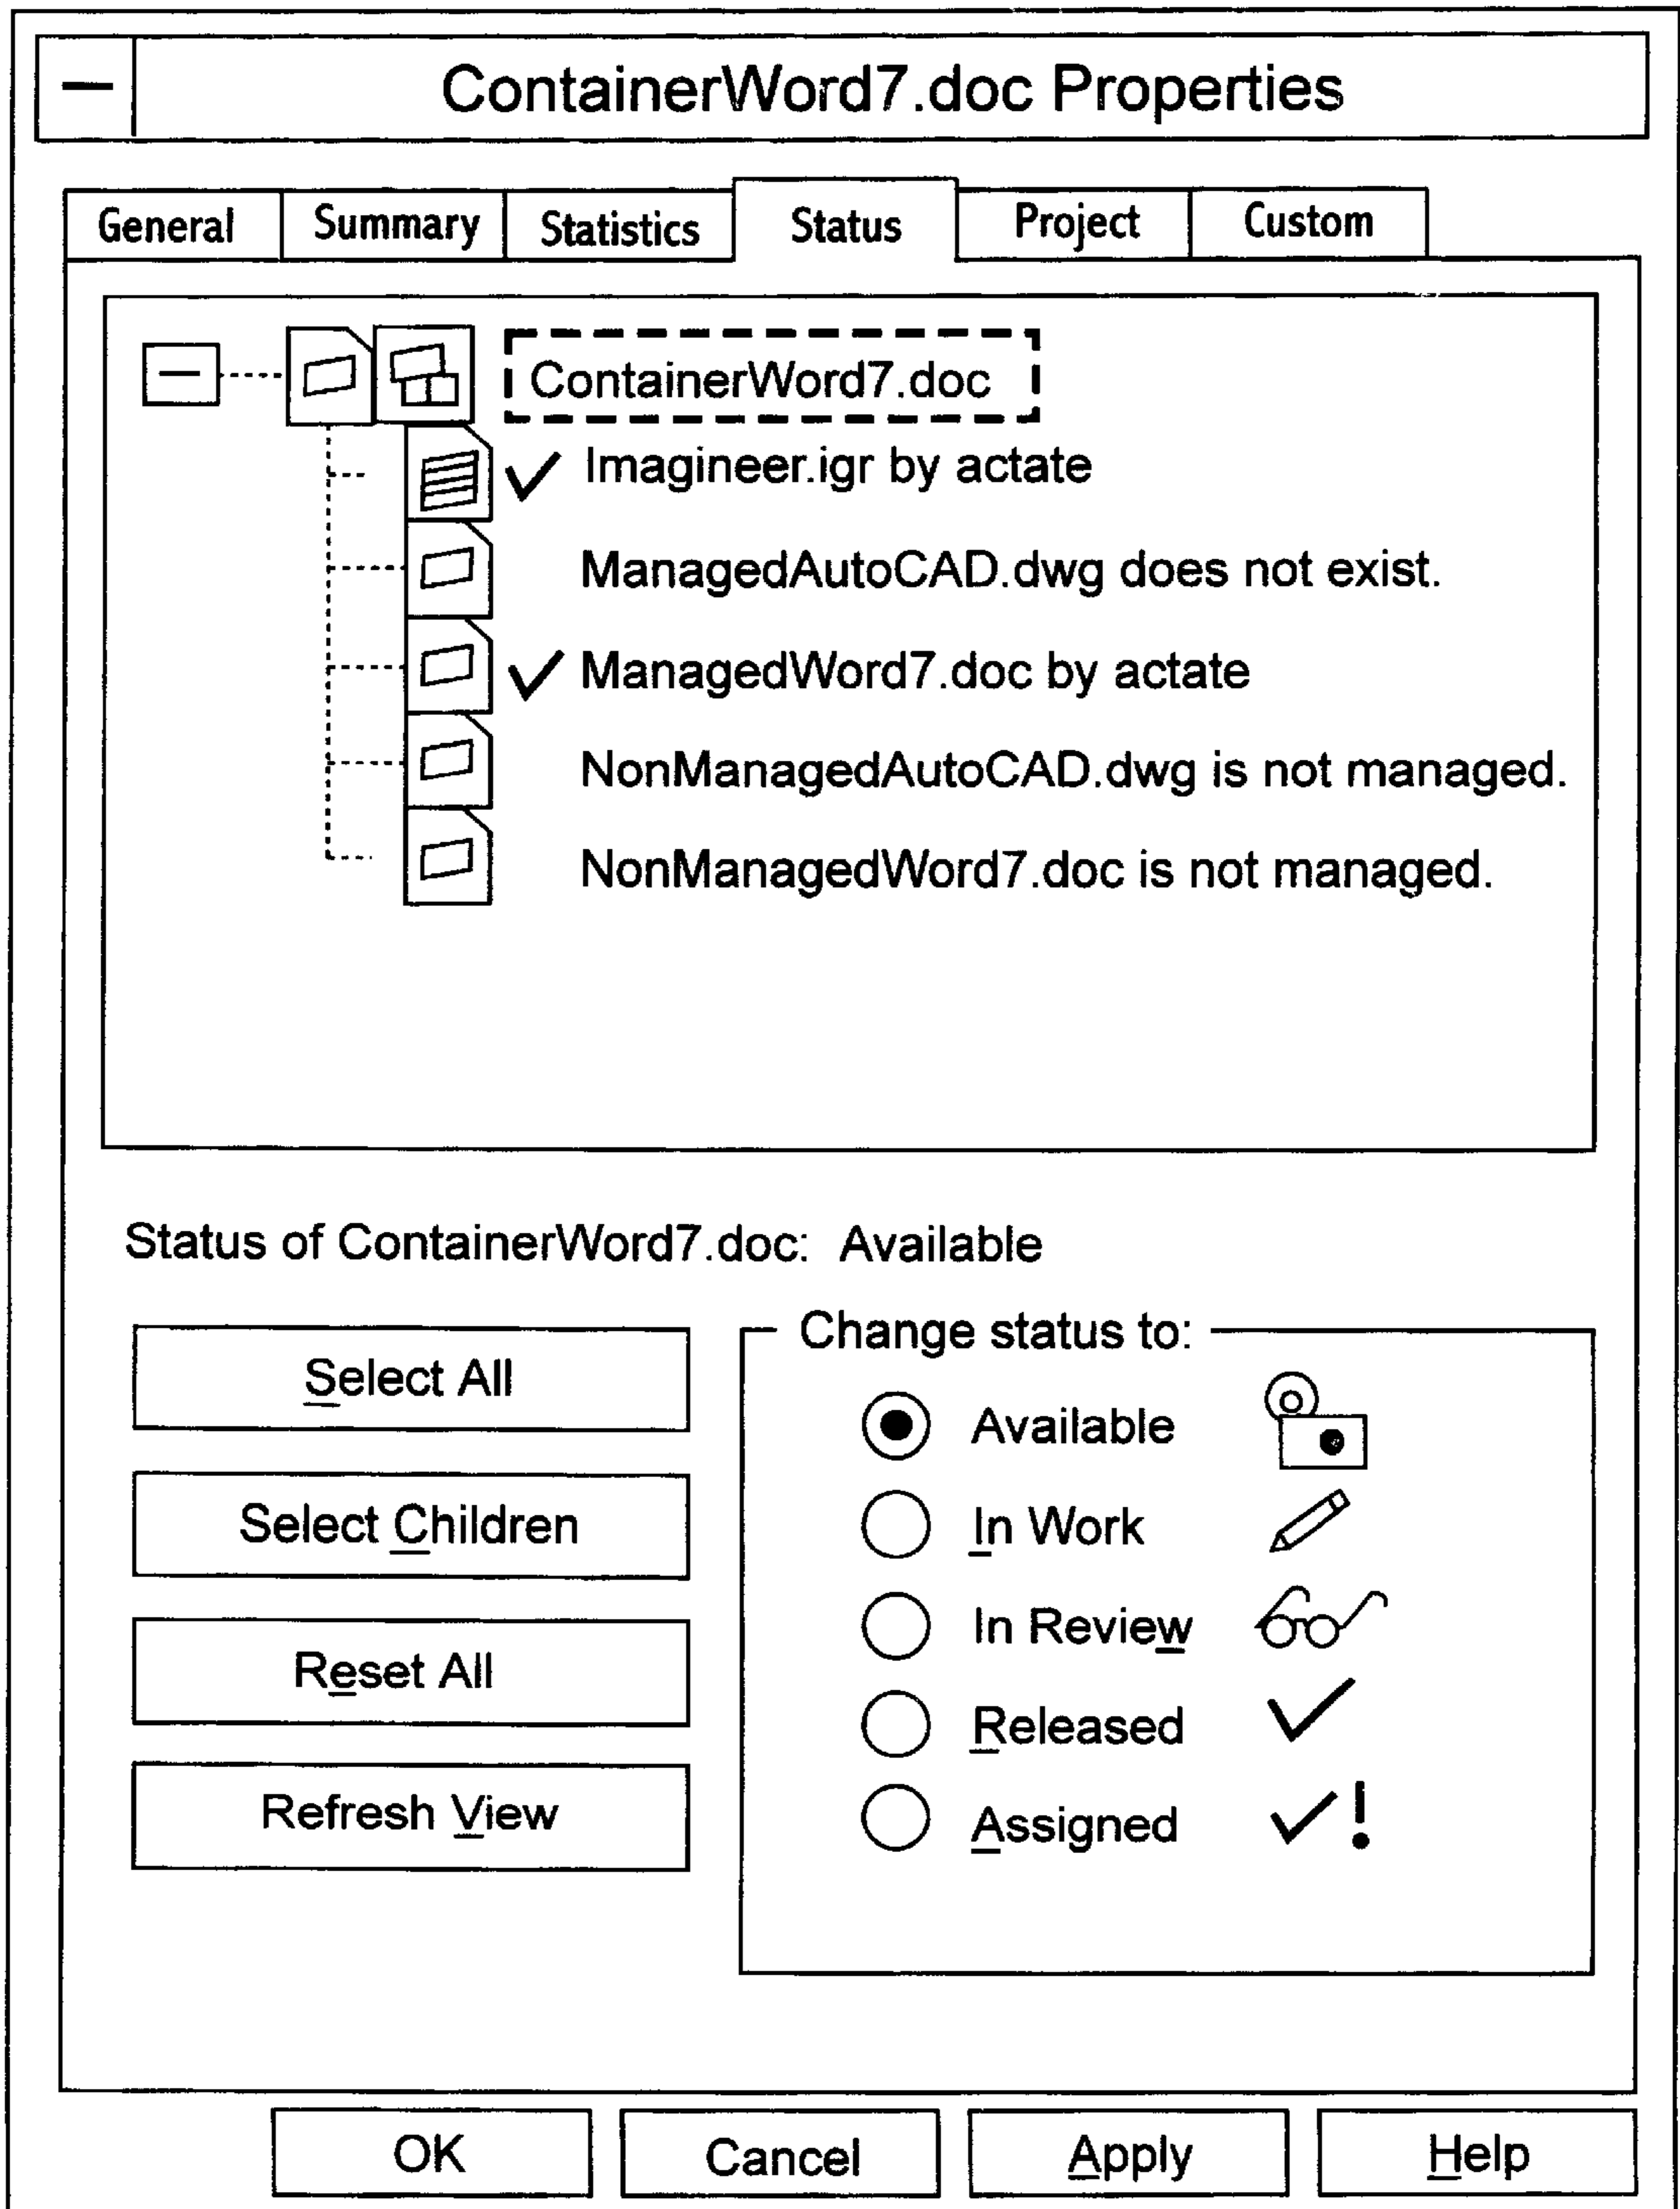 ContainerWord7.doc Properties
General Summary Statistics Status Project Custom
ContainerWord7.doc
Imagineer.igr by actate
ManagedAutoCAD.dwg does not exist.
ManagedWord7.doc by actate
NonManagedAutoCAD.dwg is not managed.
NonManagedWord7.doc is not managed.
Status of ContainerWord7.doc: Available
Select All
Select Children
Reset All
Refresh View
Change status to:
Available
In Work
In Review
Released
Assigned
OK Cancel Apply Help